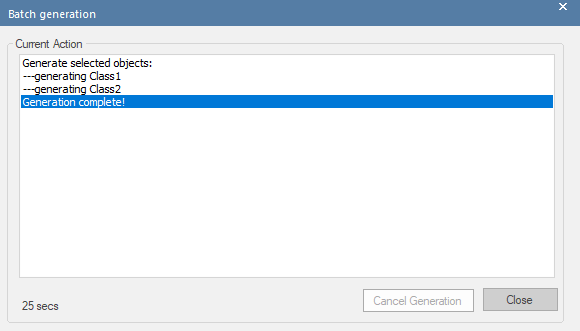 Batch generation
Current Action
Generate selected objects:
---generating Class1
---generating Class2
Generation complete!
25 secs
Cancel Generation
Close